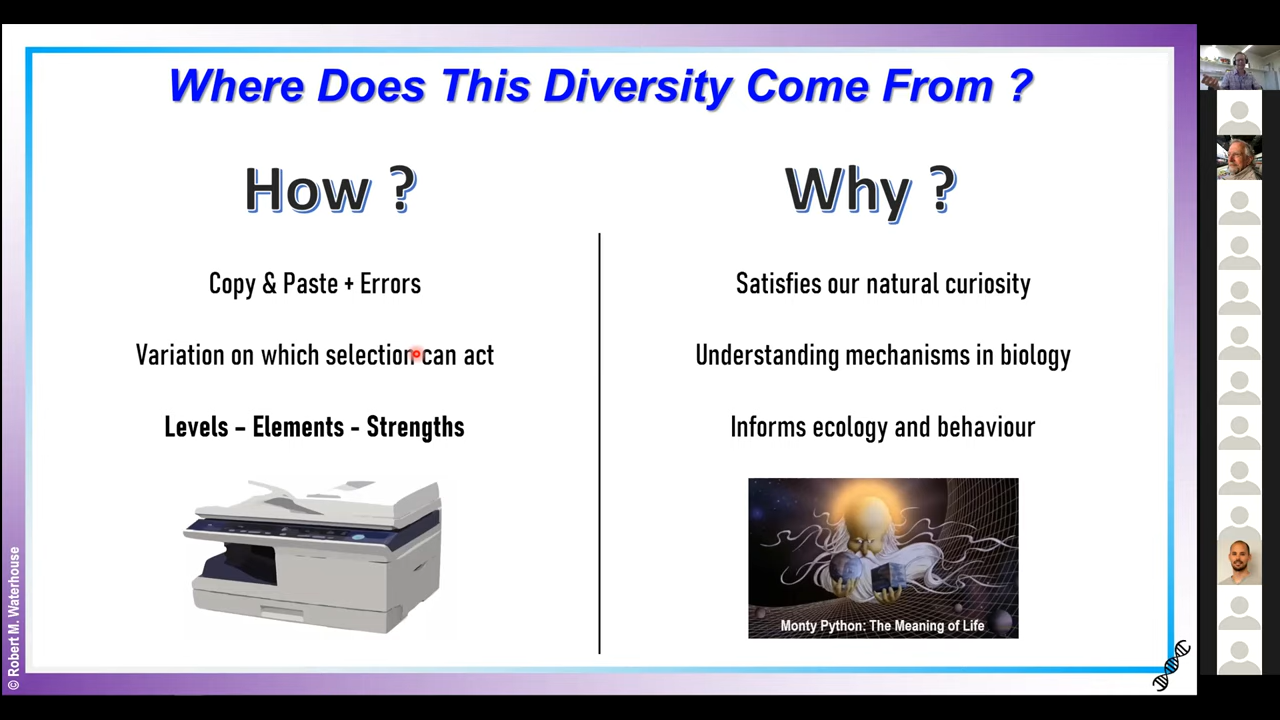 Where Does This Diversity Come From ?
How ?
Copy & Paste + Errors
Variation on which selection can act
Levels – Elements - Strengths
Why ?
Satisfies our natural curiosity
Understanding mechanisms in biology
Informs ecology and behaviour
Monty Python: The Meaning of Life
© Robert M. Waterhouse